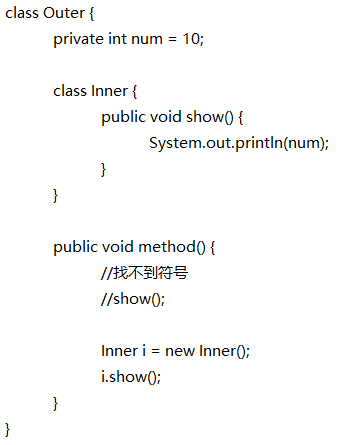 class Outer {
private int num = 10;
class Inner {
public void show() {
System.out.println(num);
}
}
public void method() {
//找不到符号
//show();
Inner i = new Inner();
i.show();
}
}